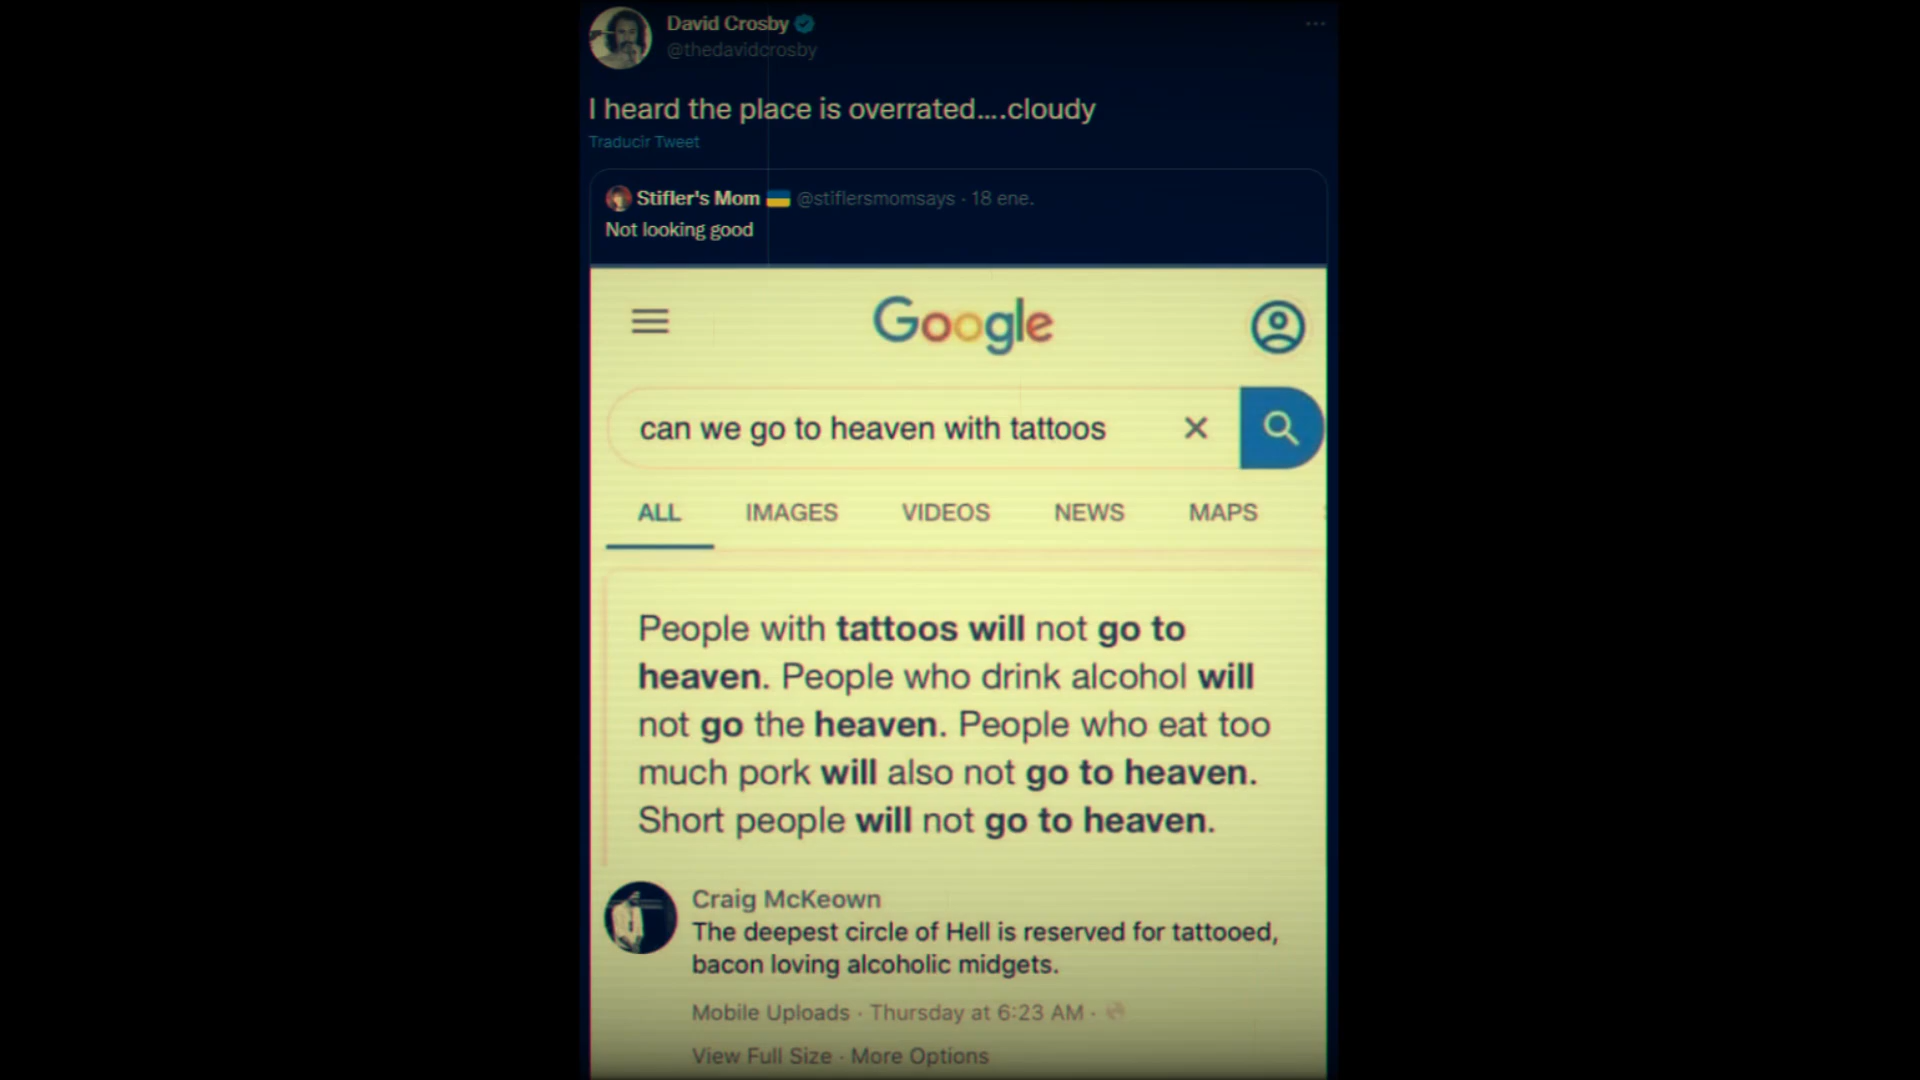 David Crosby
@thedavidcrosby
I heard the place is overrated....cloudy
Traducir Tweet
Stifler's Mom @stiflersmomsays · 18 ene.
Not looking good
Google
can we go to heaven with tattoos
ALL IMAGES VIDEOS NEWS MAPS
People with tattoos will not go to
heaven. People who drink alcohol will
not go the heaven. People who eat too
much pork will also not go to heaven.
Short people will not go to heaven.
Craig McKeown
The deepest circle of Hell is reserved for tattooed,
bacon loving alcoholic midgets.
Mobile Uploads · Thursday at 6:23 AM ·
View Full Size · More Options